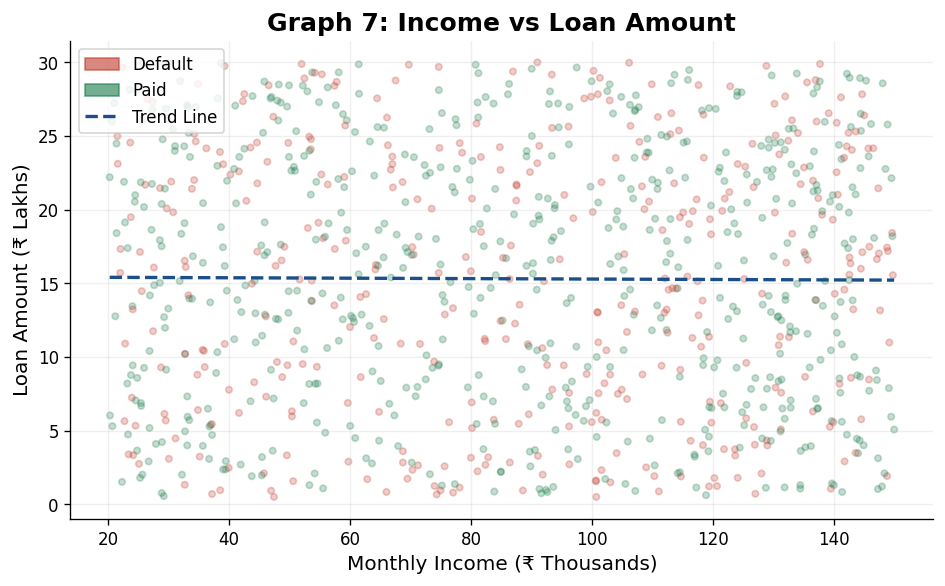 Graph 7: Income vs Loan Amount
Default
Paid
Trend Line
Loan Amount (₹ Lakhs)
30
25
20
15
10
5
0
20 40 60 80 100 120 140
Monthly Income (₹ Thousands)